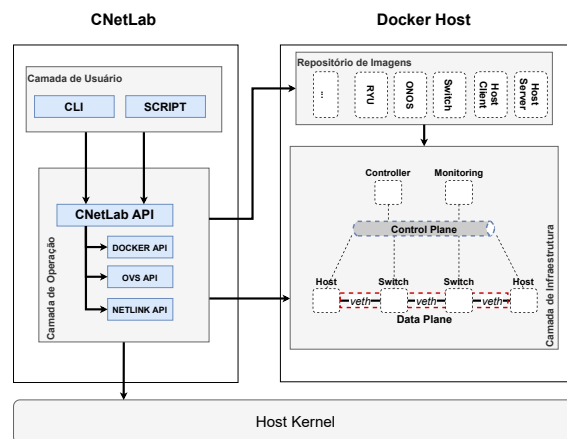 CNetLab
Docker Host
Camada de Usuário
CLI
SCRIPT
Camada de Operação
CNetLab API
DOCKER API
OVS API
NETLINK API
Repositório de Imagens
...
RYU
ONOS
Switch
Host
Client
Host
Server
Camada de Infraestrutura
Controller
Monitoring
Control Plane
Host
Switch
Switch
Host
veth
veth
veth
Data Plane
Host Kernel